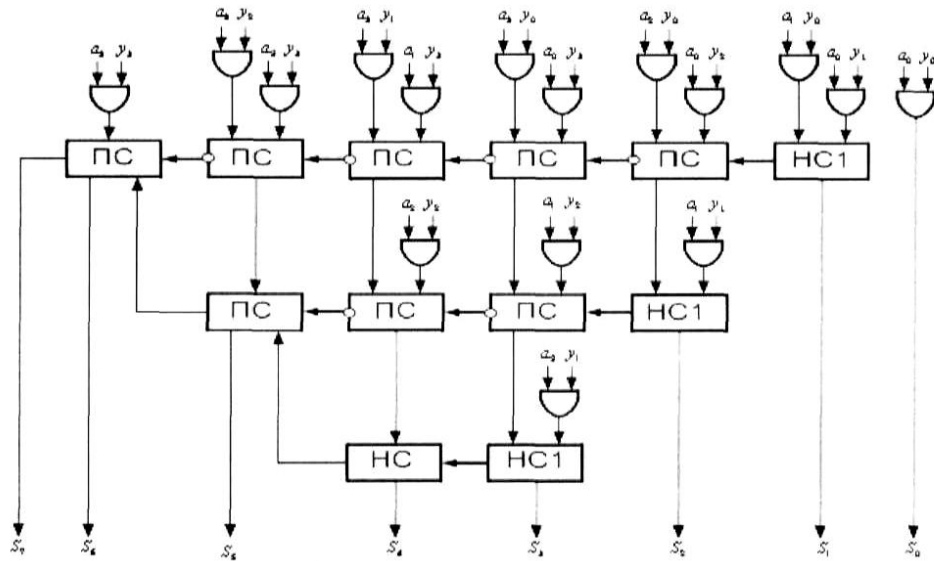 a₃ y₂ a₃ y₁ a₃ y₀ a₂ y₀ a₁ y₀
a₃ y₃ a₂ y₃ a₁ y₃ a₀ y₃ a₀ y₂ a₀ y₁ a₀ y₀
ПС ПС ПС ПС ПС НС1
a₂ y₂ a₁ y₂ a₁ y₁
ПС ПС ПС НС1
a₂ y₁
НС НС1
S₇ S₆ S₅ S₄ S₃ S₂ S₁ S₀